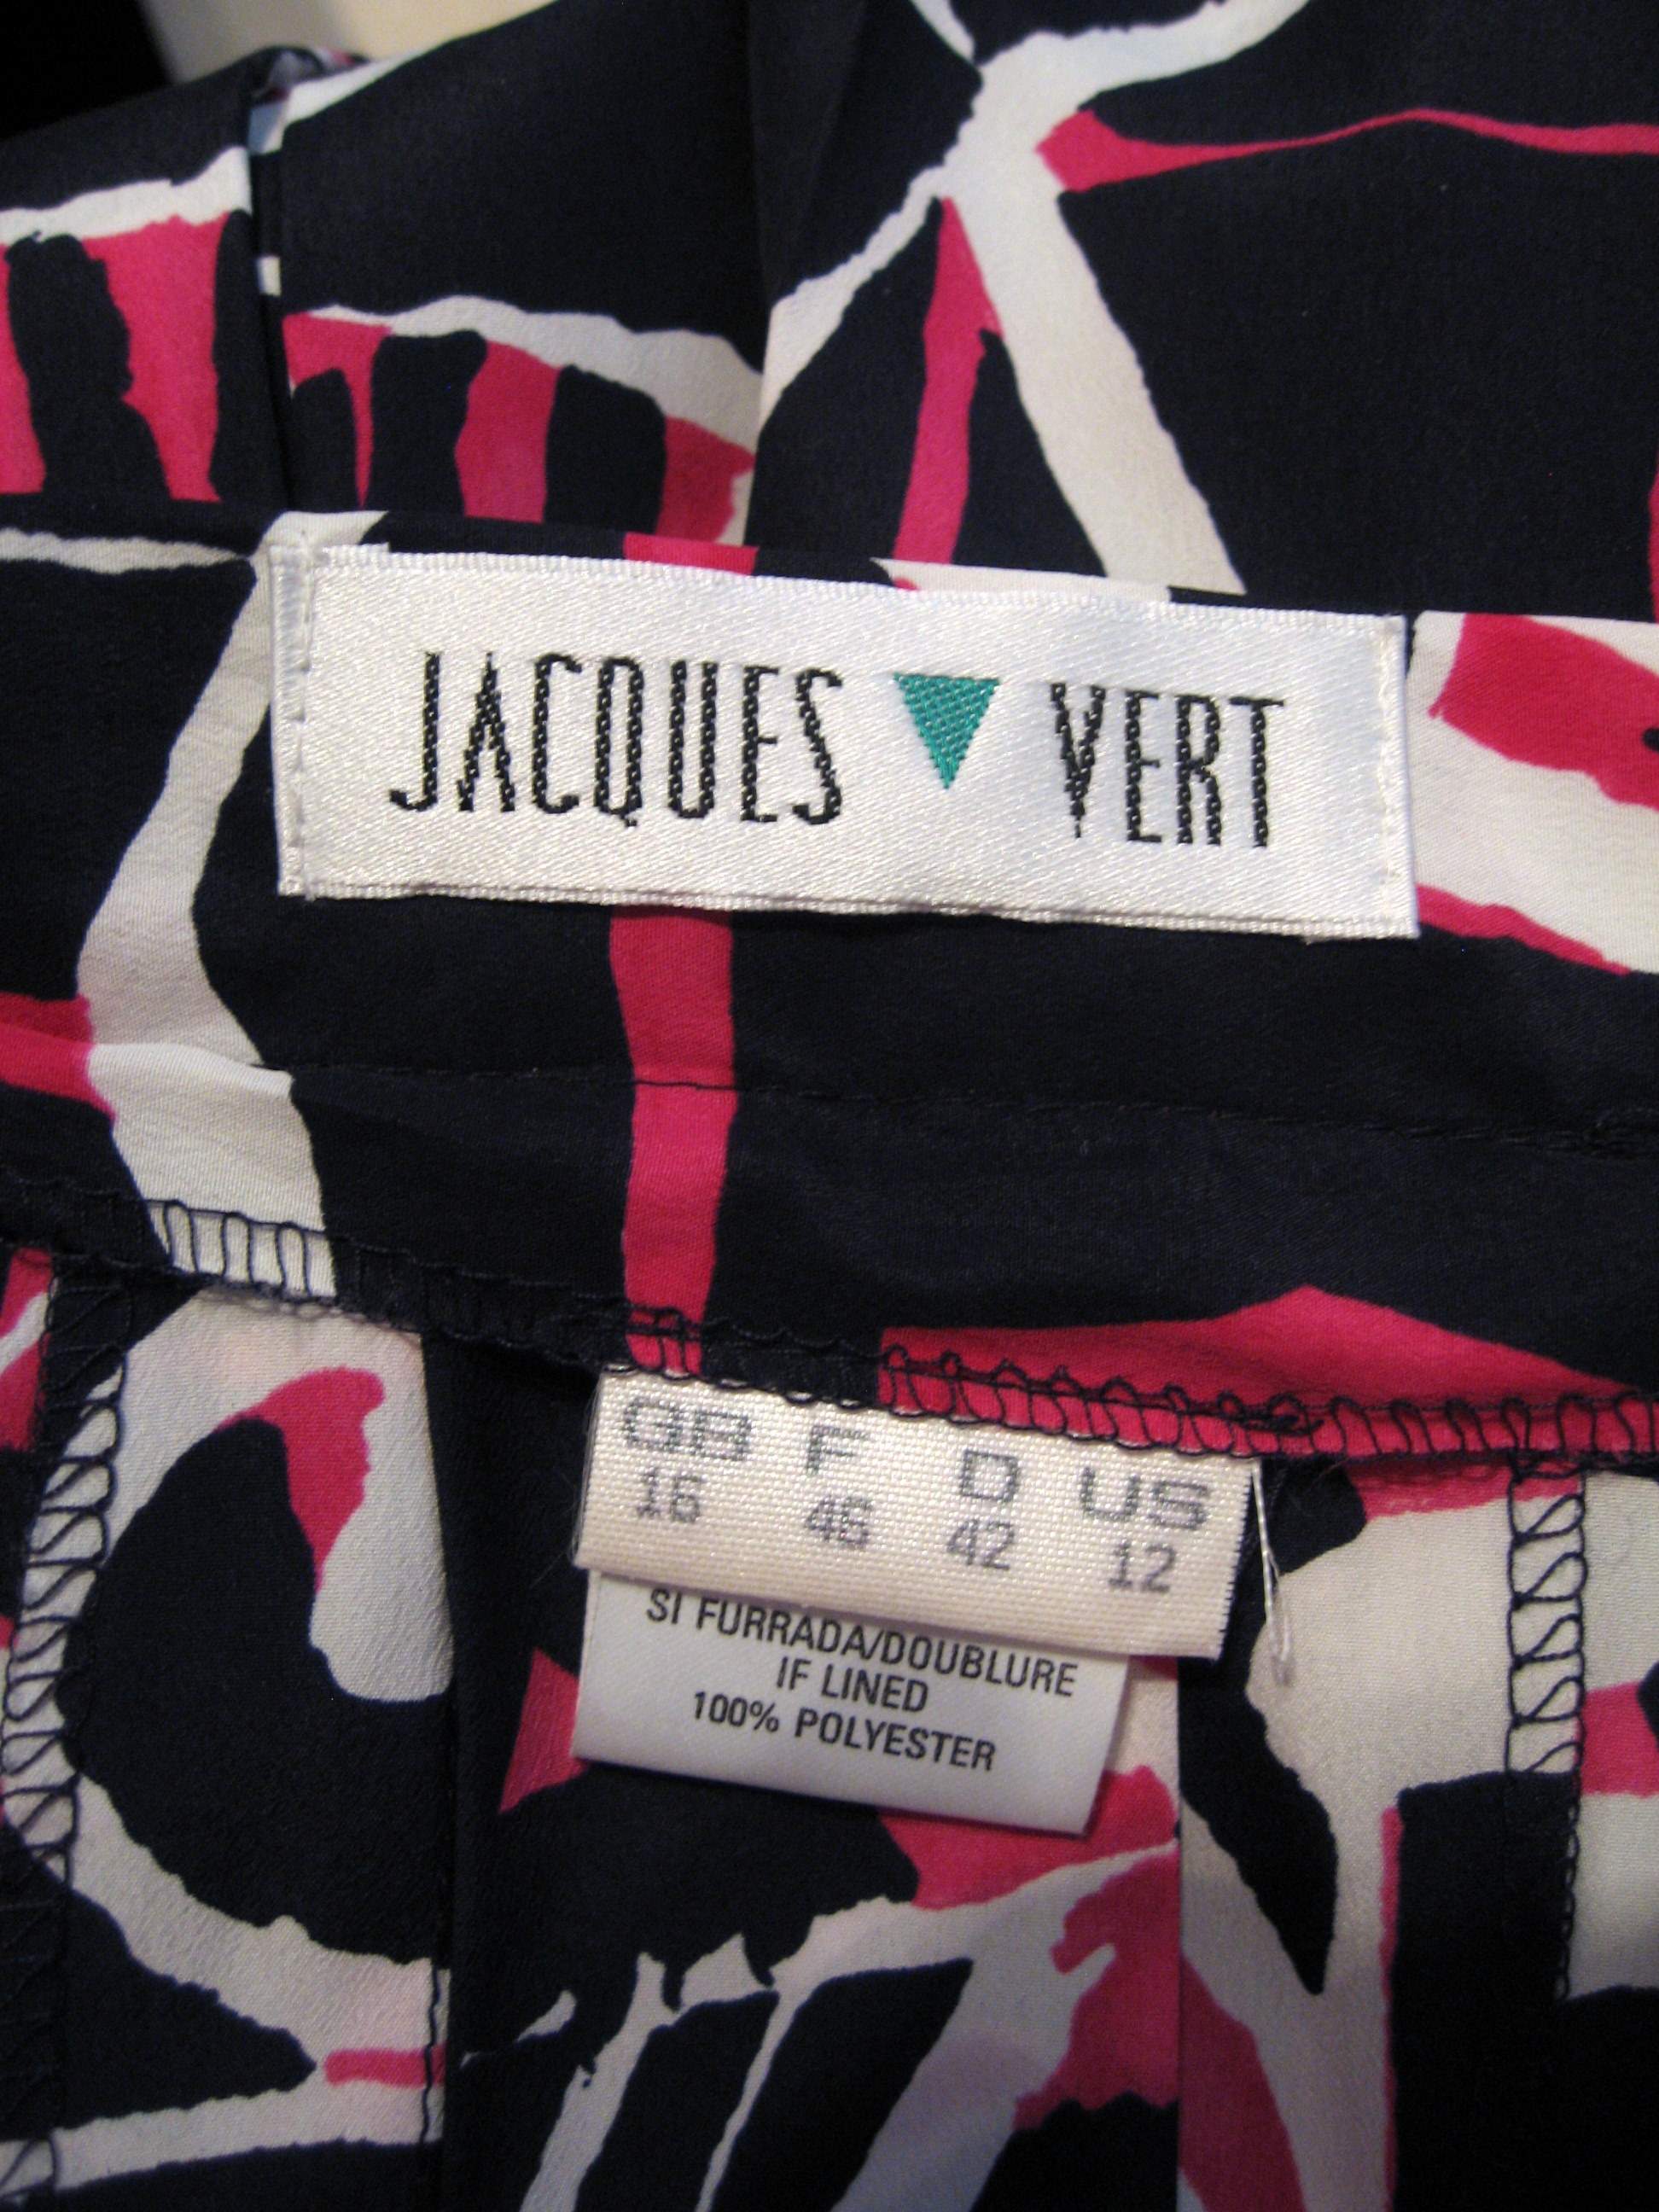 JACQUES VERT
GB F D US
16 46 42 12
SI FURRADA/DOUBLURE
IF LINED
100% POLYESTER